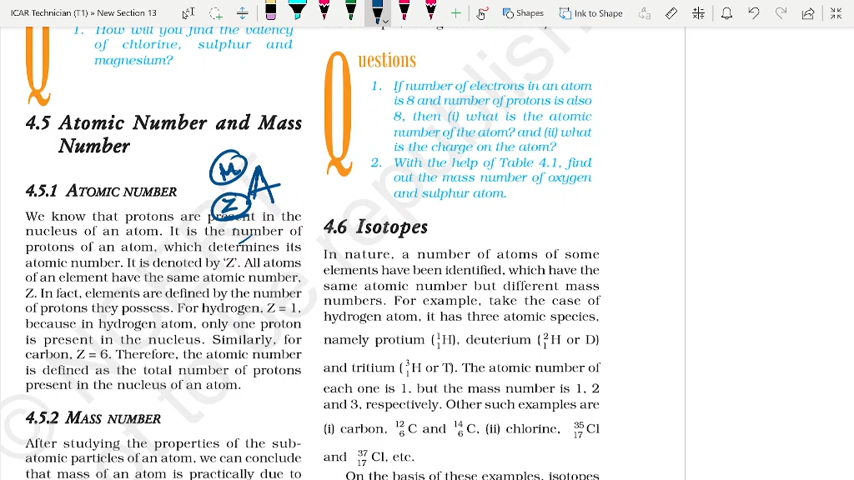 ICAR Technician (T1) » New Section 13
Shapes
Ink to Shape
1. How will you find the valency
of chlorine, sulphur and
magnesium?
Q
4.5 Atomic Number and Mass
Number
M
Z
A
4.5.1 ATOMIC NUMBER
We know that protons are present in the
nucleus of an atom. It is the number of
protons of an atom, which determines its
atomic number. It is denoted by ‘Z’. All atoms
of an element have the same atomic number,
Z. In fact, elements are defined by the number
of protons they possess. For hydrogen, Z = 1,
because in hydrogen atom, only one proton
is present in the nucleus. Similarly, for
carbon, Z = 6. Therefore, the atomic number
is defined as the total number of protons
present in the nucleus of an atom.
4.5.2 MASS NUMBER
After studying the properties of the sub-
atomic particles of an atom, we can conclude
that mass of an atom is practically due to
Questions
1. If number of electrons in an atom
is 8 and number of protons is also
8, then (i) what is the atomic
number of the atom? and (ii) what
is the charge on the atom?
2. With the help of Table 4.1, find
out the mass number of oxygen
and sulphur atom.
4.6 Isotopes
In nature, a number of atoms of some
elements have been identified, which have the
same atomic number but different mass
numbers. For example, take the case of
hydrogen atom, it has three atomic species,
namely protium (¹₁H), deuterium (²₁H or D)
and tritium (³₁H or T). The atomic number of
each one is 1, but the mass number is 1, 2
and 3, respectively. Other such examples are
(i) carbon, ¹²₆C and ¹⁴₆C, (ii) chlorine, ³⁵₁₇Cl
and ³⁷₁₇Cl, etc.
On the basis of these examples, isotopes